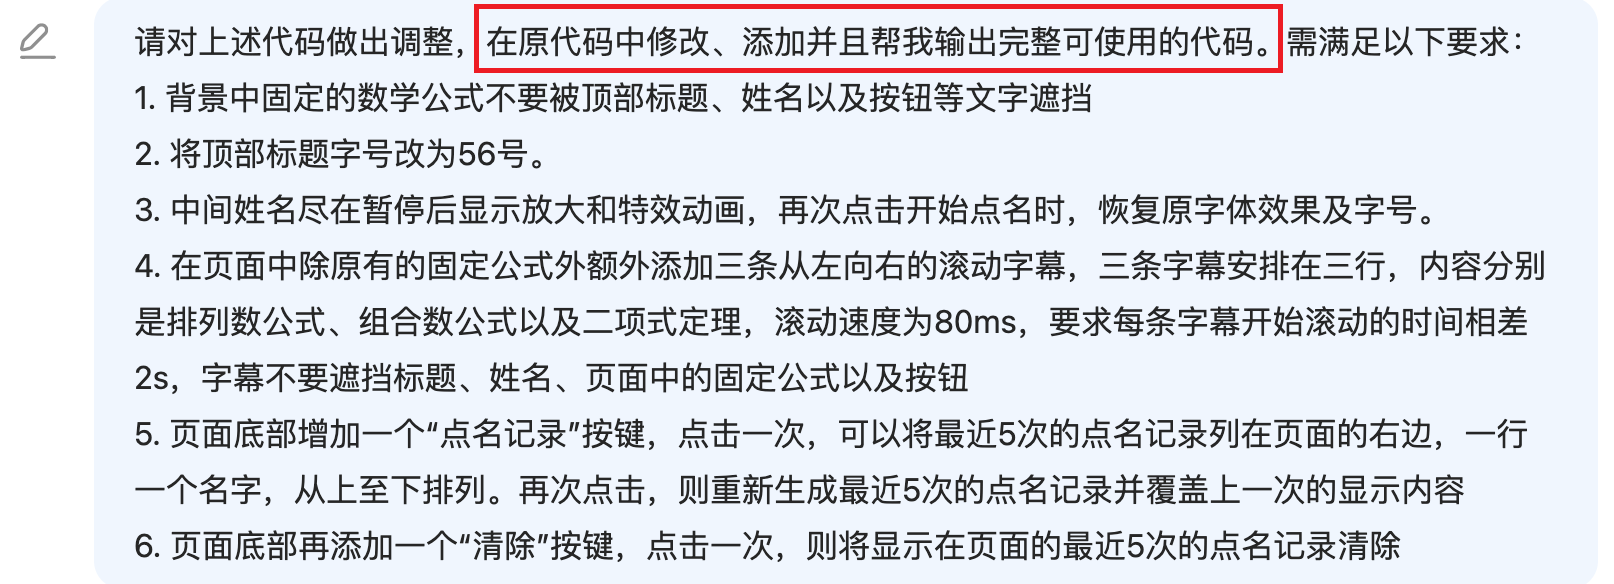 请对上述代码做出调整，在原代码中修改、添加并且帮我输出完整可使用的代码。需满足以下要求：
1. 背景中固定的数学公式不要被顶部标题、姓名以及按钮等文字遮挡
2. 将顶部标题字号改为56号。
3. 中间姓名尽在暂停后显示放大和特效动画，再次点击开始点名时，恢复原字体效果及字号。
4. 在页面中除原有的固定公式外额外添加三条从左向右的滚动字幕，三条字幕安排在三行，内容分别
是排列数公式、组合数公式以及二项式定理，滚动速度为80ms，要求每条字幕开始滚动的时间相差
2s，字幕不要遮挡标题、姓名、页面中的固定公式以及按钮
5. 页面底部增加一个“点名记录”按键，点击一次，可以将最近5次的点名记录列在页面的右边，一行
一个名字，从上至下排列。再次点击，则重新生成最近5次的点名记录并覆盖上一次的显示内容
6. 页面底部再添加一个“清除”按键，点击一次，则将显示在页面的最近5次的点名记录清除